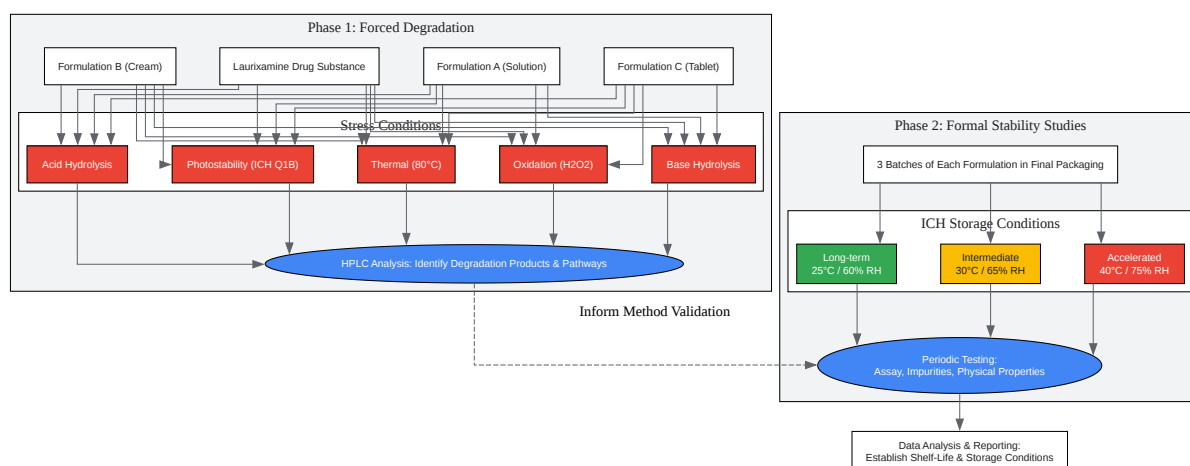 Phase 1: Forced Degradation
Formulation B (Cream)
Laurixamine Drug Substance
Formulation A (Solution)
Formulation C (Tablet)
Stress Conditions
Acid Hydrolysis
Photostability (ICH Q1B)
Thermal (80°C)
Oxidation (H2O2)
Base Hydrolysis
HPLC Analysis: Identify Degradation Products & Pathways
Inform Method Validation
Phase 2: Formal Stability Studies
3 Batches of Each Formulation in Final Packaging
ICH Storage Conditions
Long-term
25°C / 60% RH
Intermediate
30°C / 65% RH
Accelerated
40°C / 75% RH
Periodic Testing:
Assay, Impurities, Physical Properties
Data Analysis & Reporting:
Establish Shelf-Life & Storage Conditions